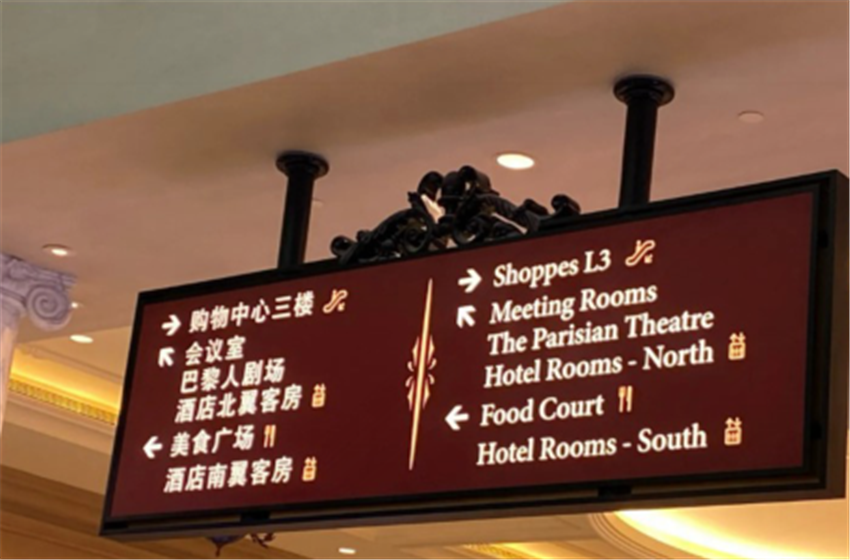 购物中心三楼
会议室
巴黎人剧场
酒店北翼客房
美食广场
酒店南翼客房
Shoppes L3
Meeting Rooms
The Parisian Theatre
Hotel Rooms - North
Food Court
Hotel Rooms - South